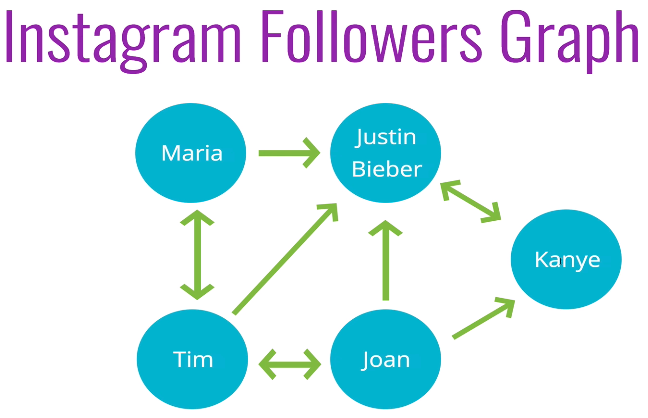 Instagram Followers Graph
Maria
Justin
Bieber
Kanye
Tim
Joan